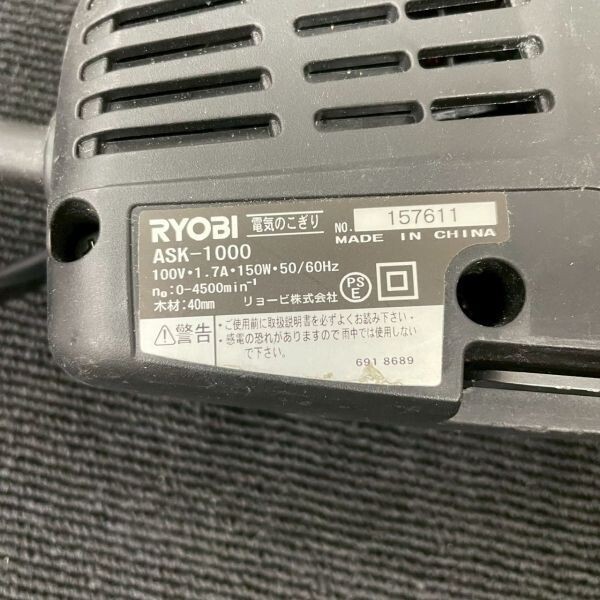 RYOBI 電気のこぎり NO. 157611
MADE IN CHINA
ASK-1000
100V・1.7A・150W・50/60Hz
n₀:0-4500min⁻¹
木材:40mm リョービ株式会社
PSE
⚠警告
・ご使用前に取扱説明書を必ずよくお読み下さい・
・感電の恐れがありますので雨中では使用しない
で下さい。
691 8689